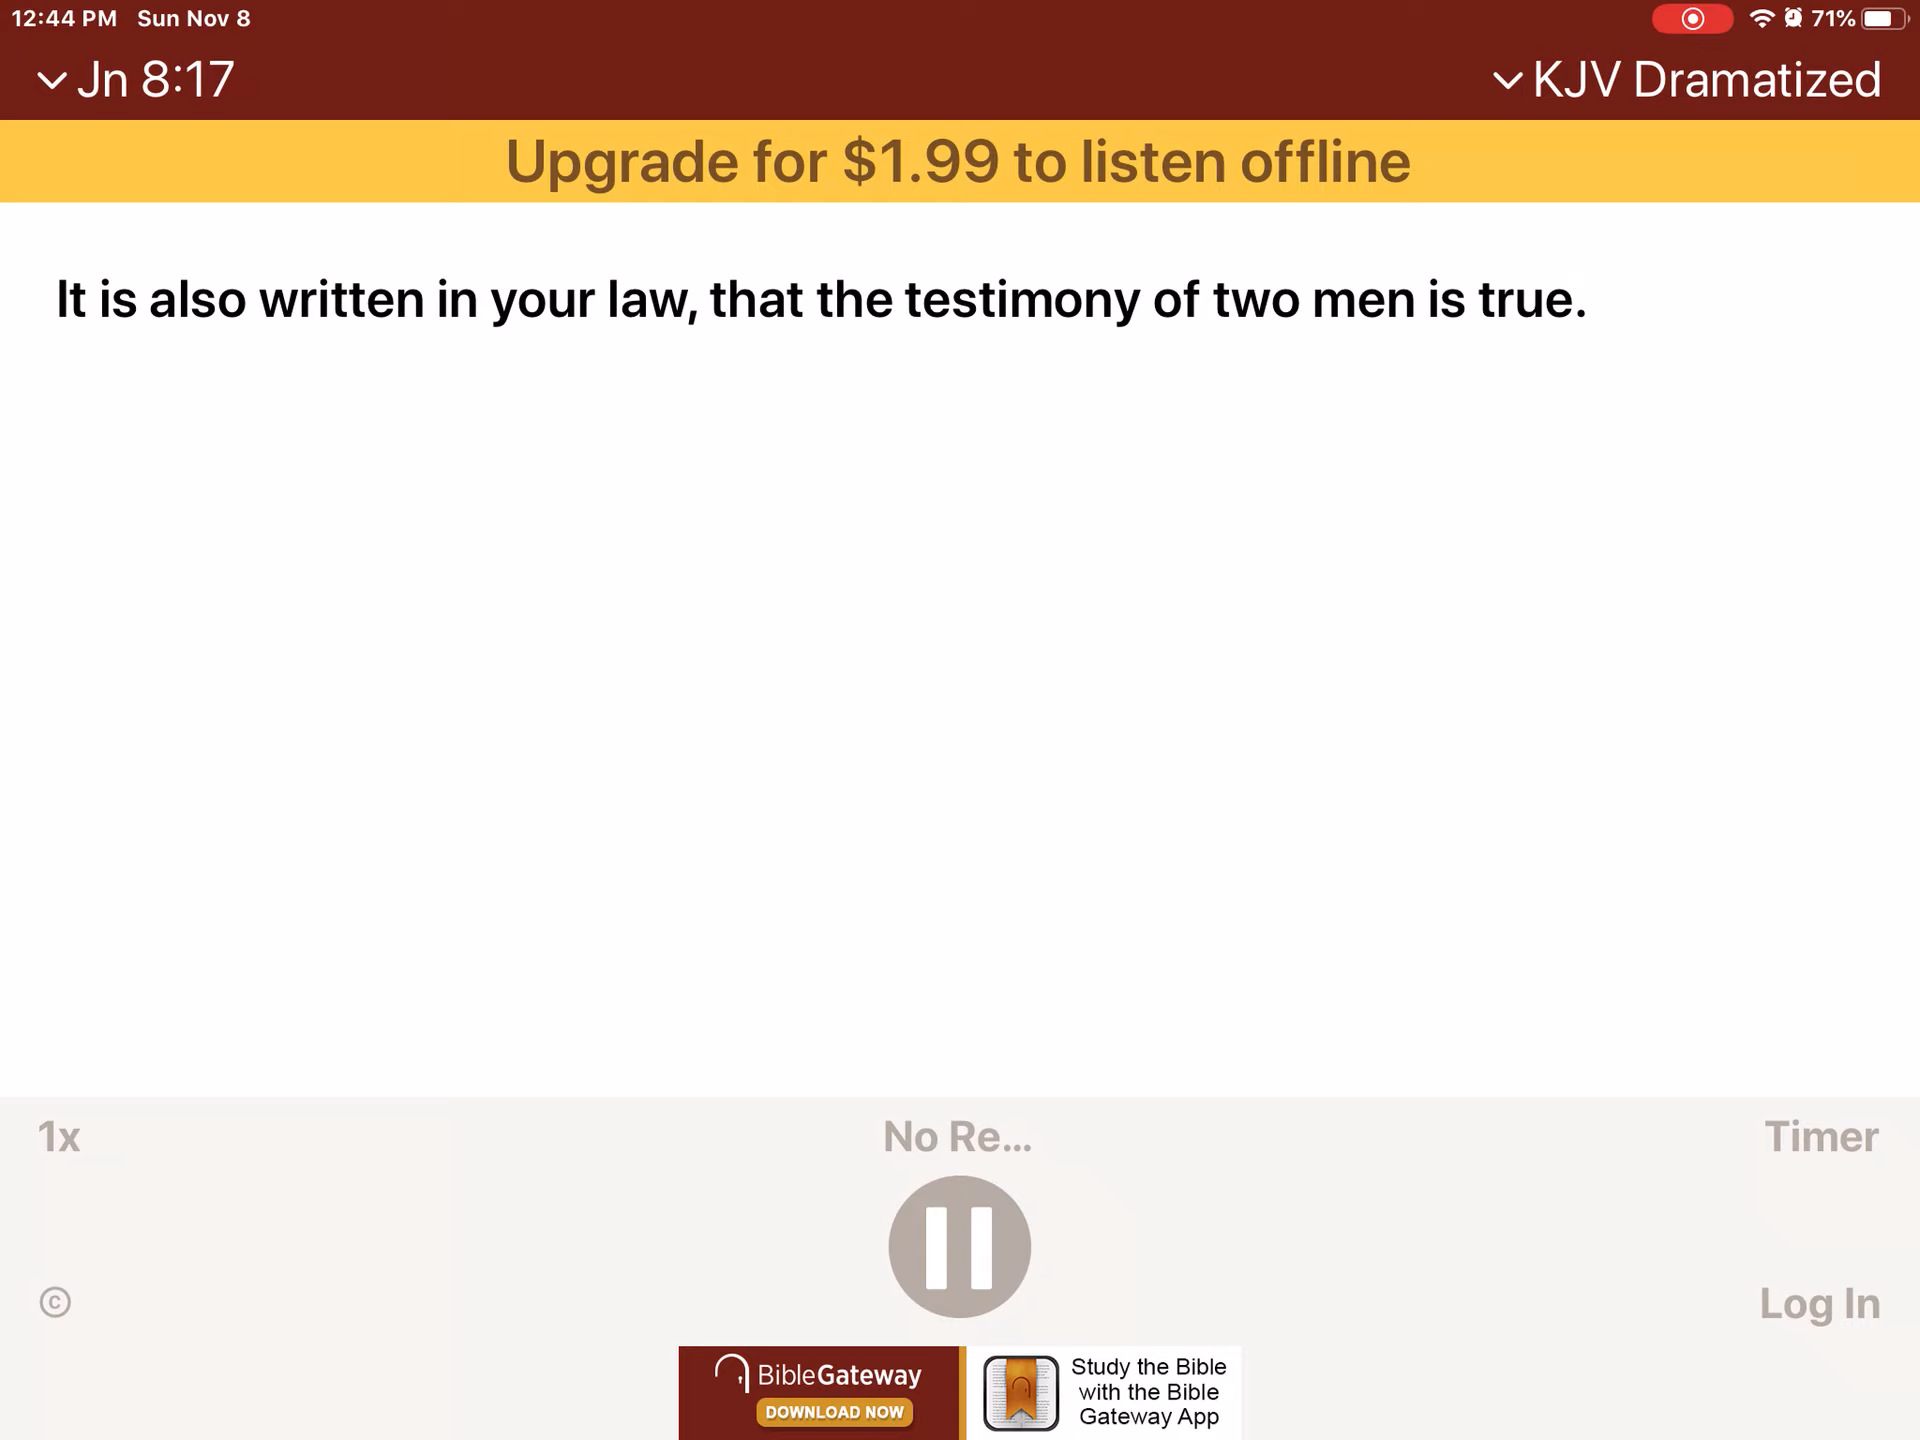 12:44 PM Sun Nov 8 71%
Jn 8:17 KJV Dramatized
Upgrade for $1.99 to listen offline
It is also written in your law, that the testimony of two men is true.
1x No Re... Timer
© Log In
BibleGateway
DOWNLOAD NOW
Study the Bible
with the Bible
Gateway App